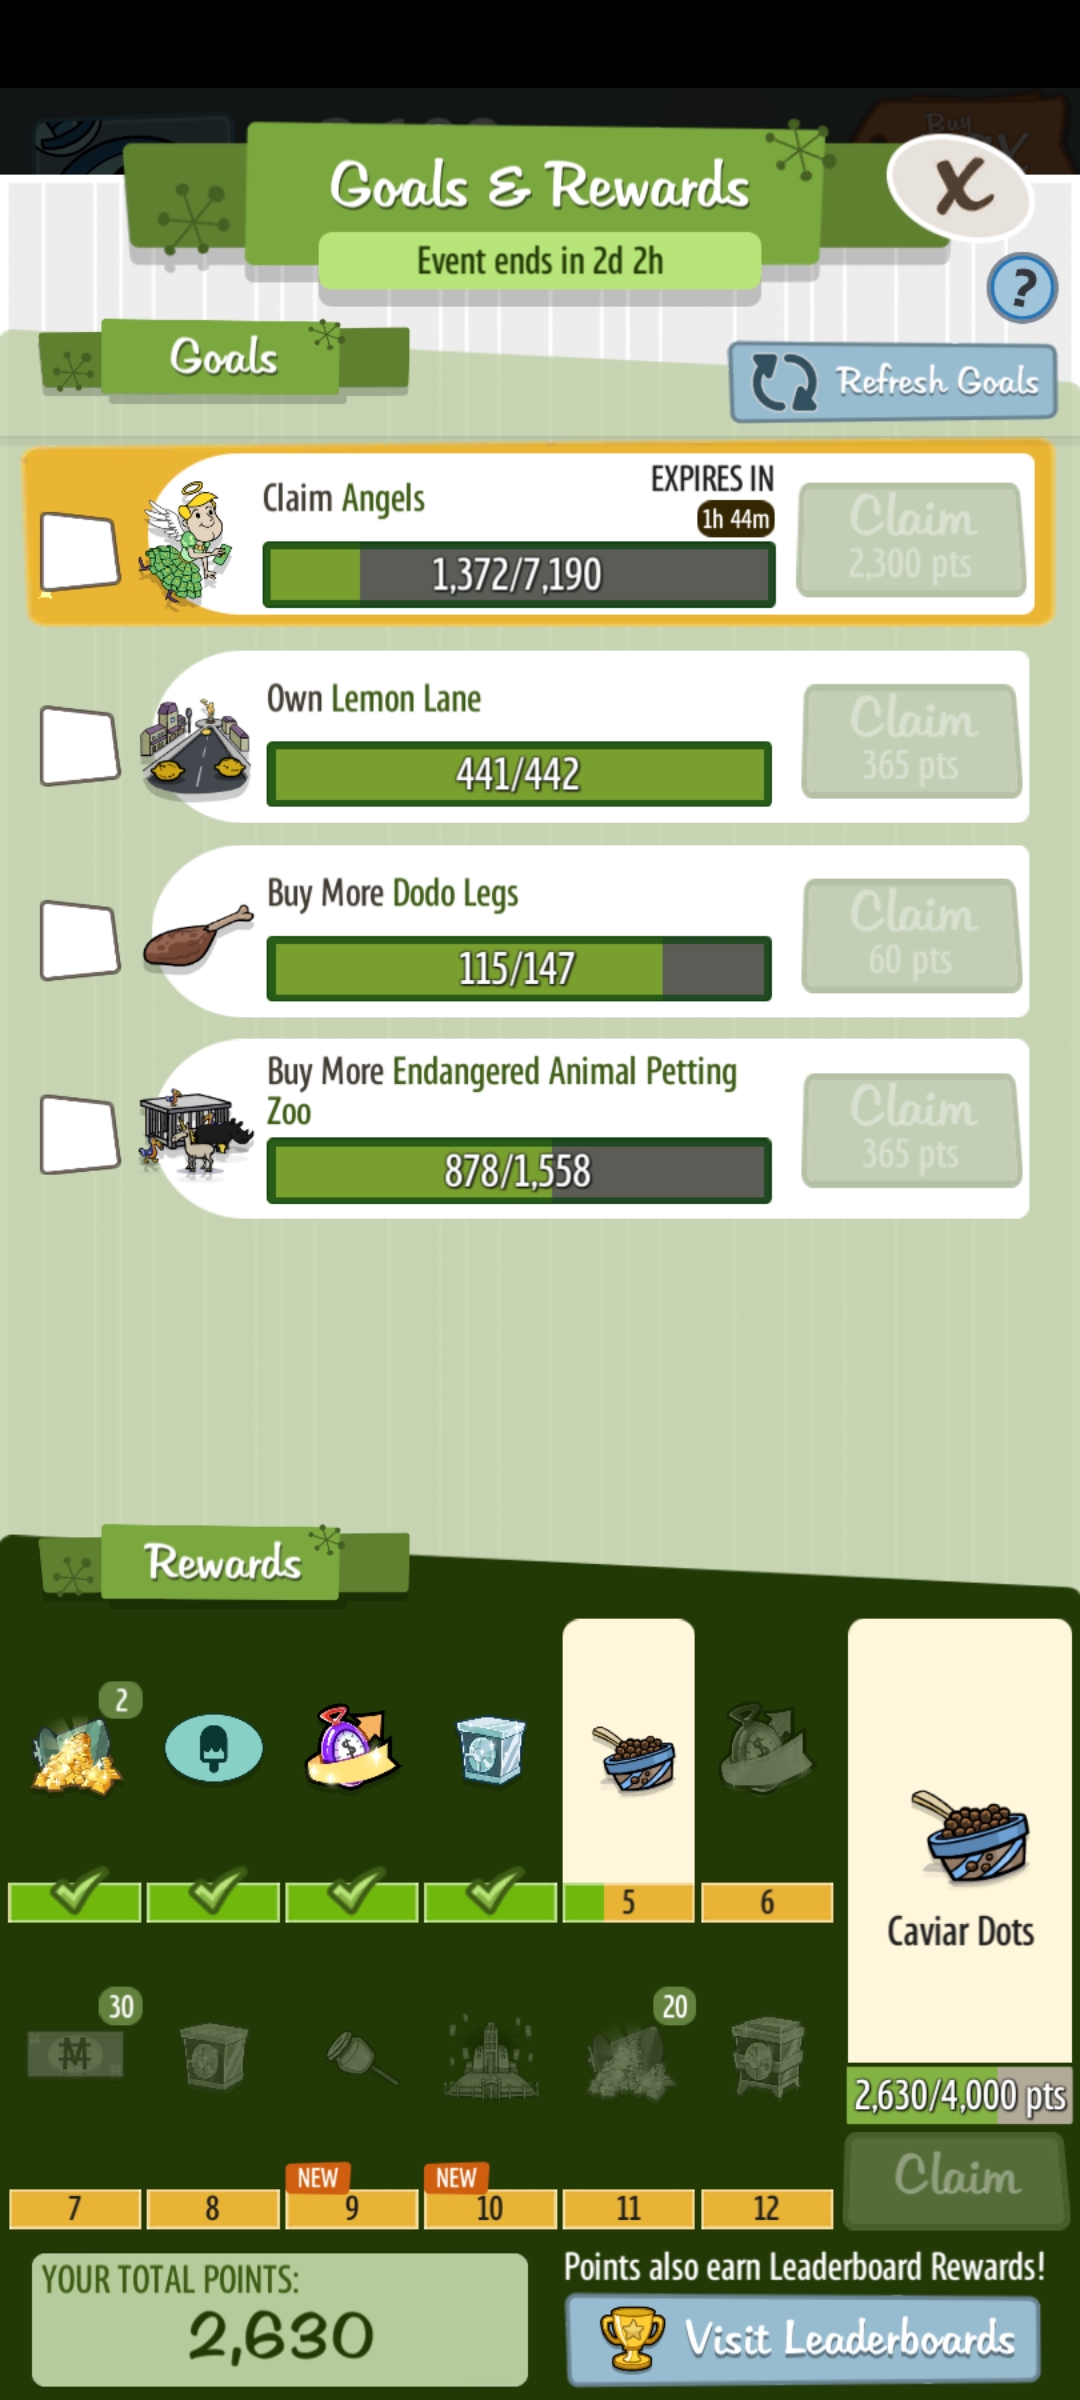 Buy
Goals & Rewards
X
Event ends in 2d 2h
?
Goals
Refresh Goals
Claim Angels
EXPIRES IN
1h 44m
1,372/7,190
Claim
2,300 pts
Own Lemon Lane
441/442
Claim
365 pts
Buy More Dodo Legs
115/147
Claim
60 pts
Buy More Endangered Animal Petting
Zoo
878/1,558
Claim
365 pts
Rewards
2
5
6
Caviar Dots
30
20
2,630/4,000 pts
NEW
NEW
7
8
9
10
11
12
Claim
YOUR TOTAL POINTS:
2,630
Points also earn Leaderboard Rewards!
Visit Leaderboards